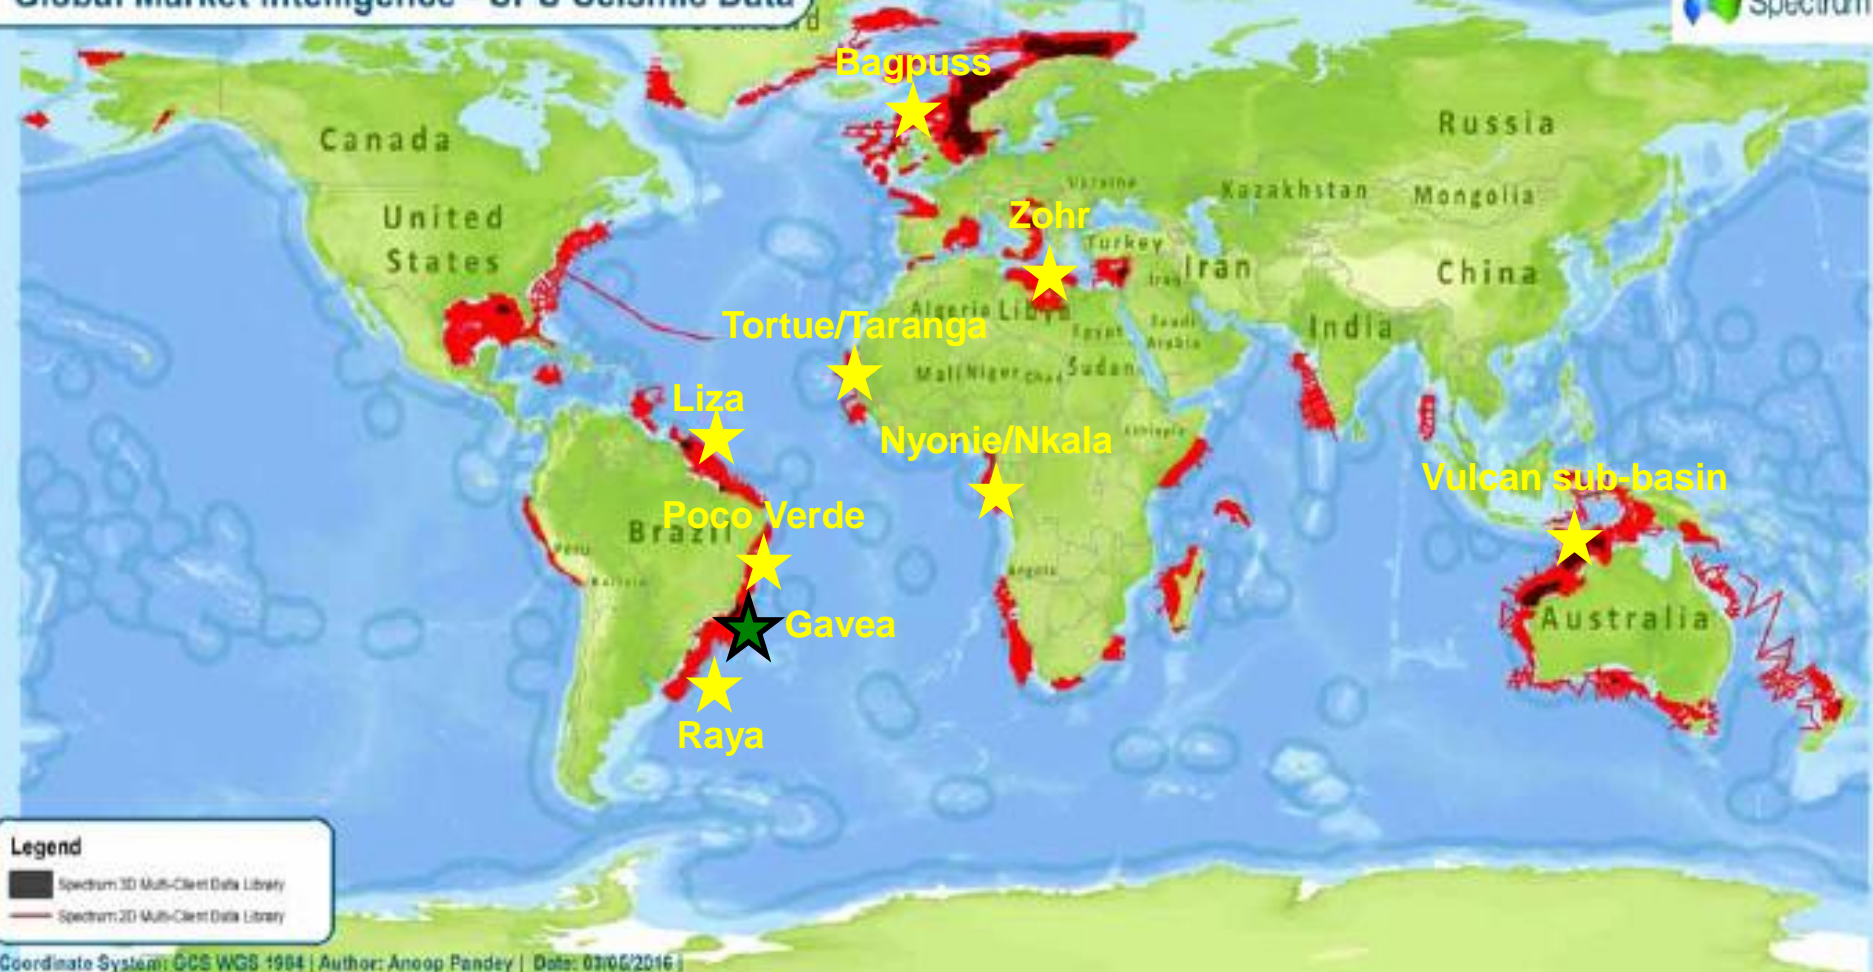 Global Market Intelligence - SPU Seismic Data
Spectrum
Bagpuss
Canada
Russia
Ukraine
Kazakhstan
Mongolia
United
States
Zohr
Turkey
Iraq
Iran
China
Algeria
Libya
Egypt
Saudi
Arabia
India
Tortue/Taranga
Mali
Niger
Chad
Sudan
Liza
Nyonie/Nkala
Ethiopia
Vulcan sub-basin
Poco Verde
Brazil
Peru
Bolivia
Angola
Gavea
Australia
Raya
Legend
Spectrum 3D Multi-Client Data Library
Spectrum 2D Multi-Client Data Library
Coordinate System: GCS WGS 1984 | Author: Anoop Pandey | Date: 03/05/2016 |